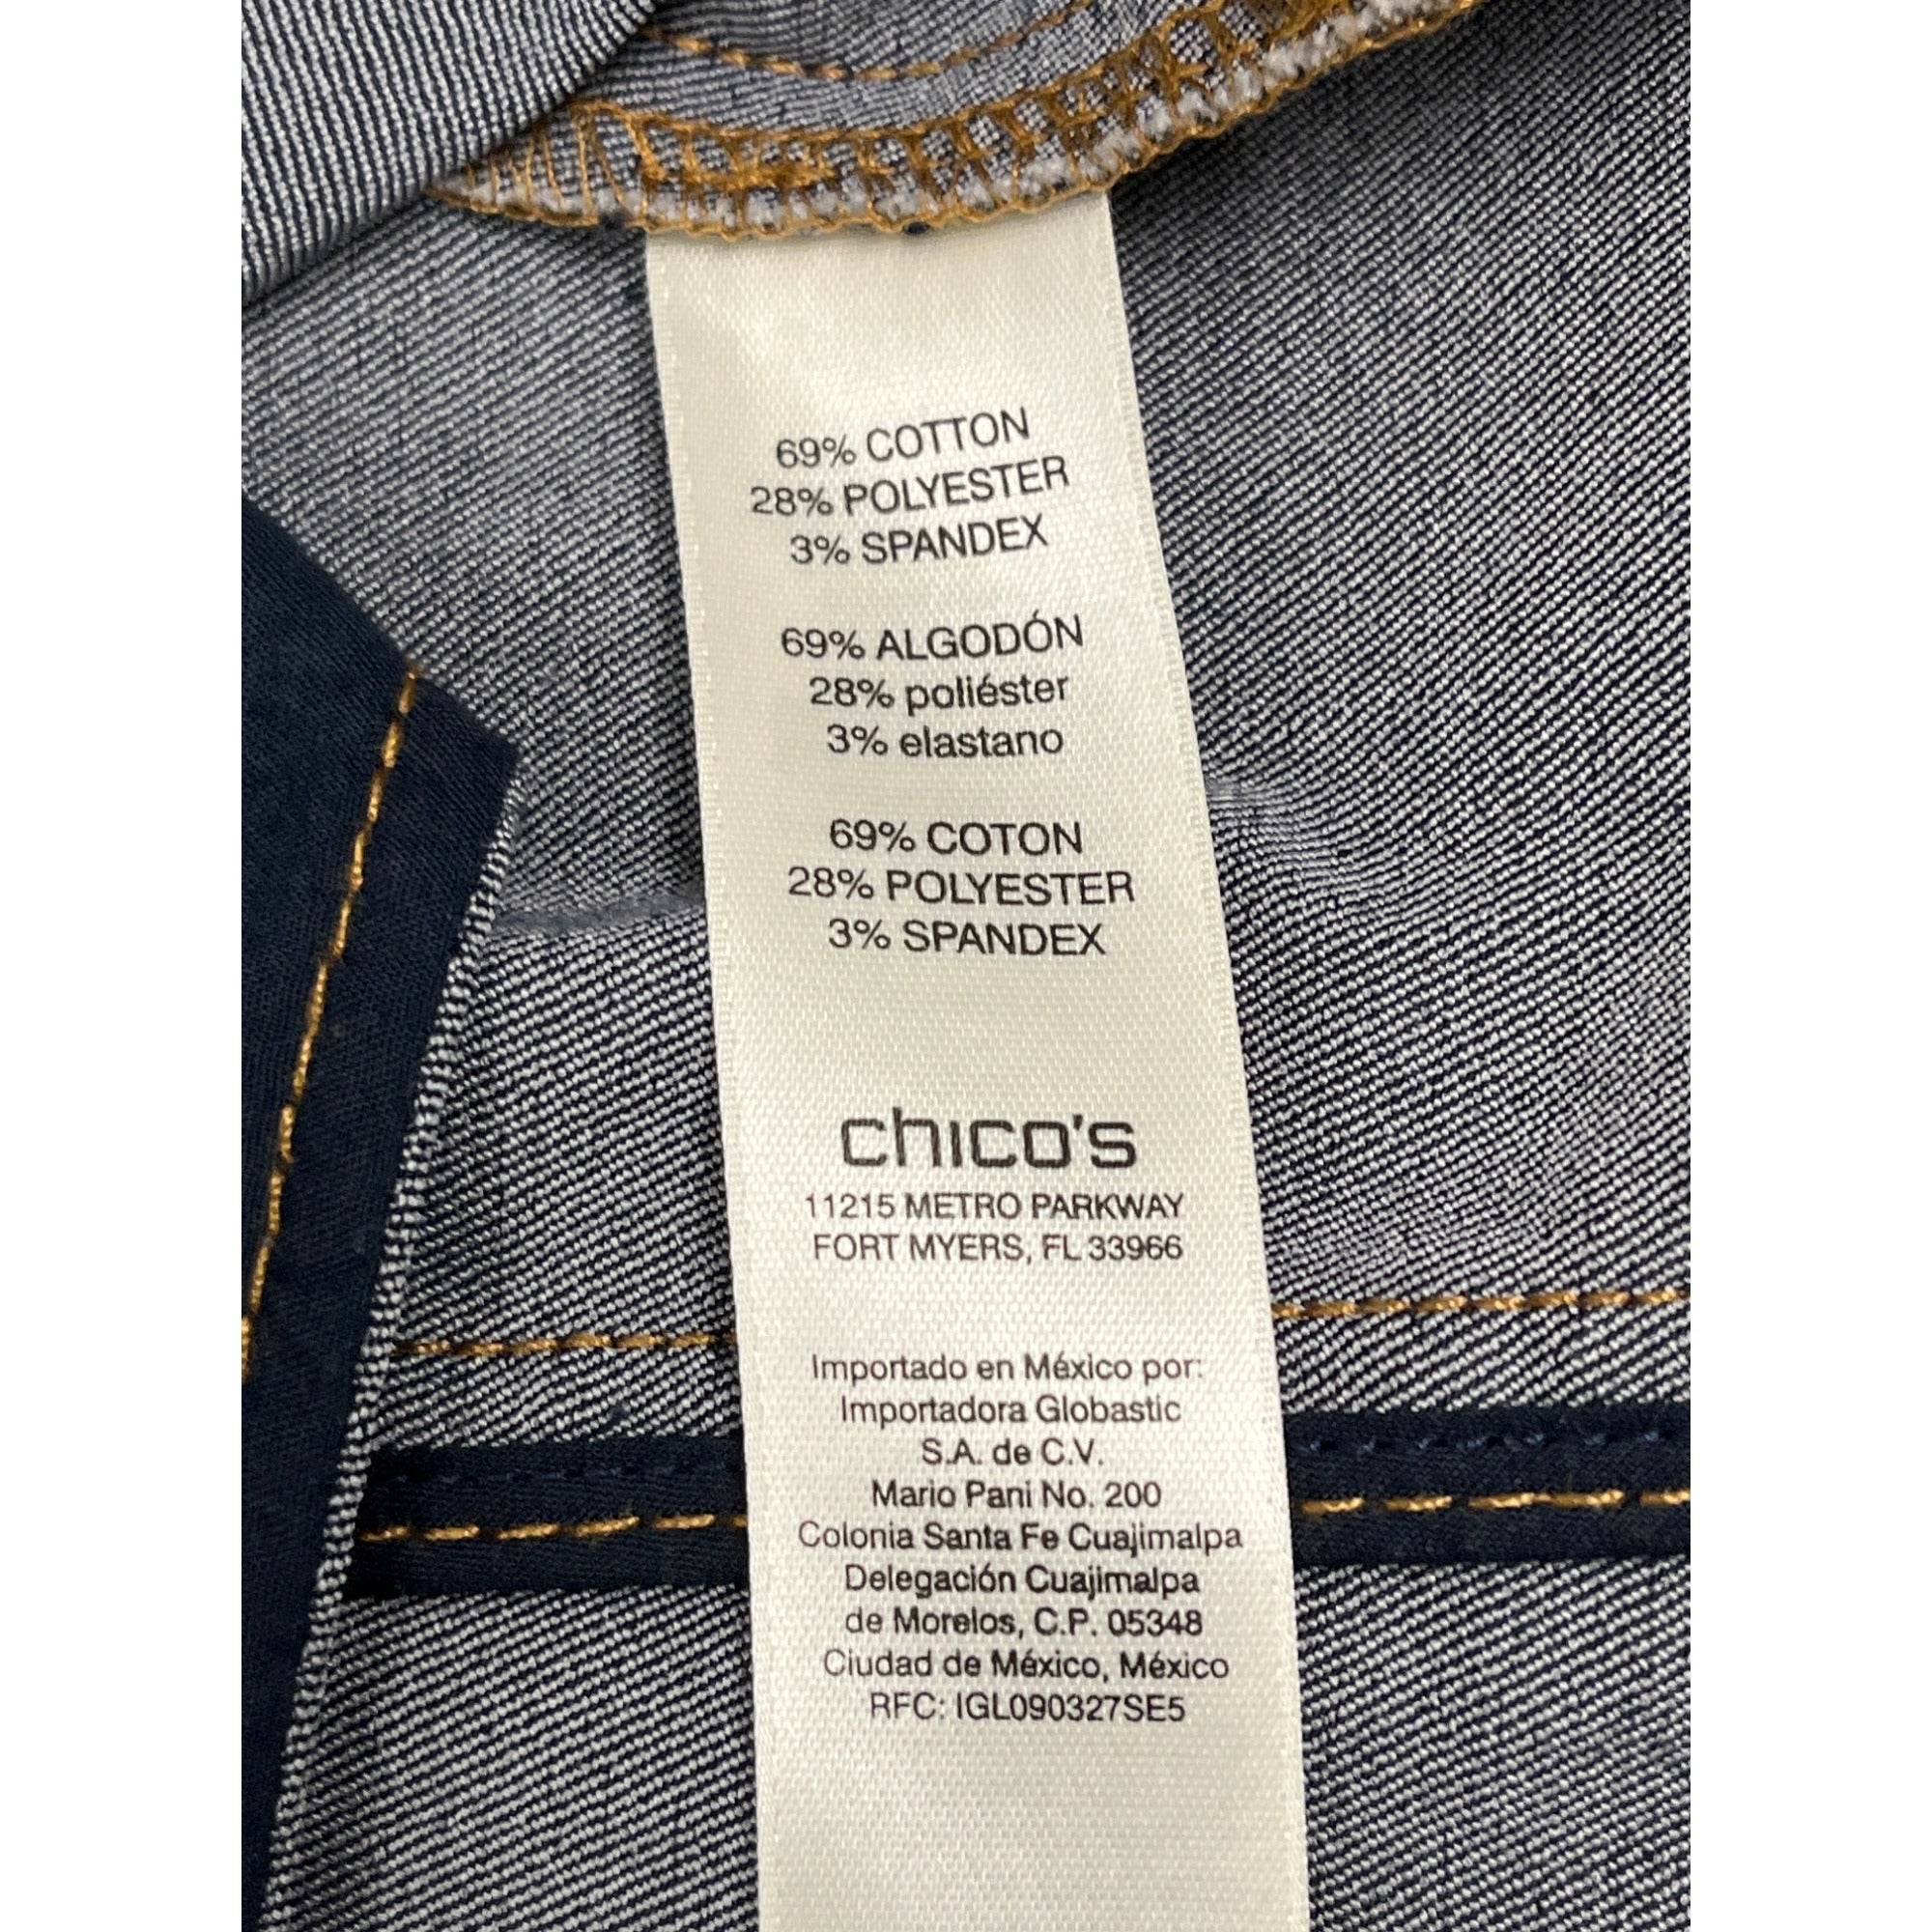 69% COTTON
28% POLYESTER
3% SPANDEX
69% ALGODÓN
28% poliéster
3% elastano
69% COTON
28% POLYESTER
3% SPANDEX
chico's
11215 METRO PARKWAY
FORT MYERS, FL 33966
Importado en México por:
Importadora Globastic
S.A. de C.V.
Mario Pani No. 200
Colonia Santa Fe Cuajimalpa
Delegación Cuajimalpa
de Morelos, C.P. 05348
Ciudad de México, México
RFC: IGL090327SE5